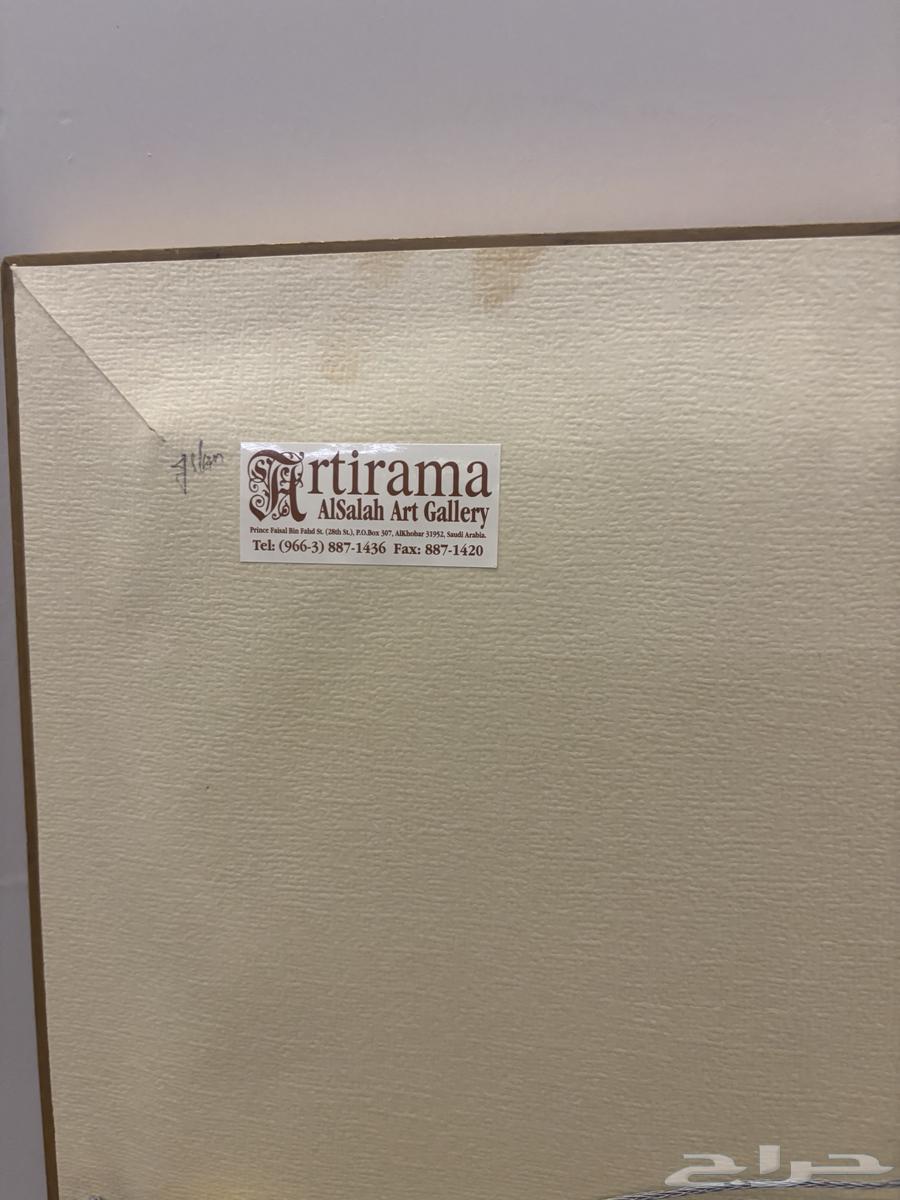 Artirama
AlSalah Art Gallery
Prince Faisal Bin Fahd St. (28th St.), P.O.Box 307, AlKhobar 31952, Saudi Arabia.
Tel: (966-3) 887-1436 Fax: 887-1420
حراج